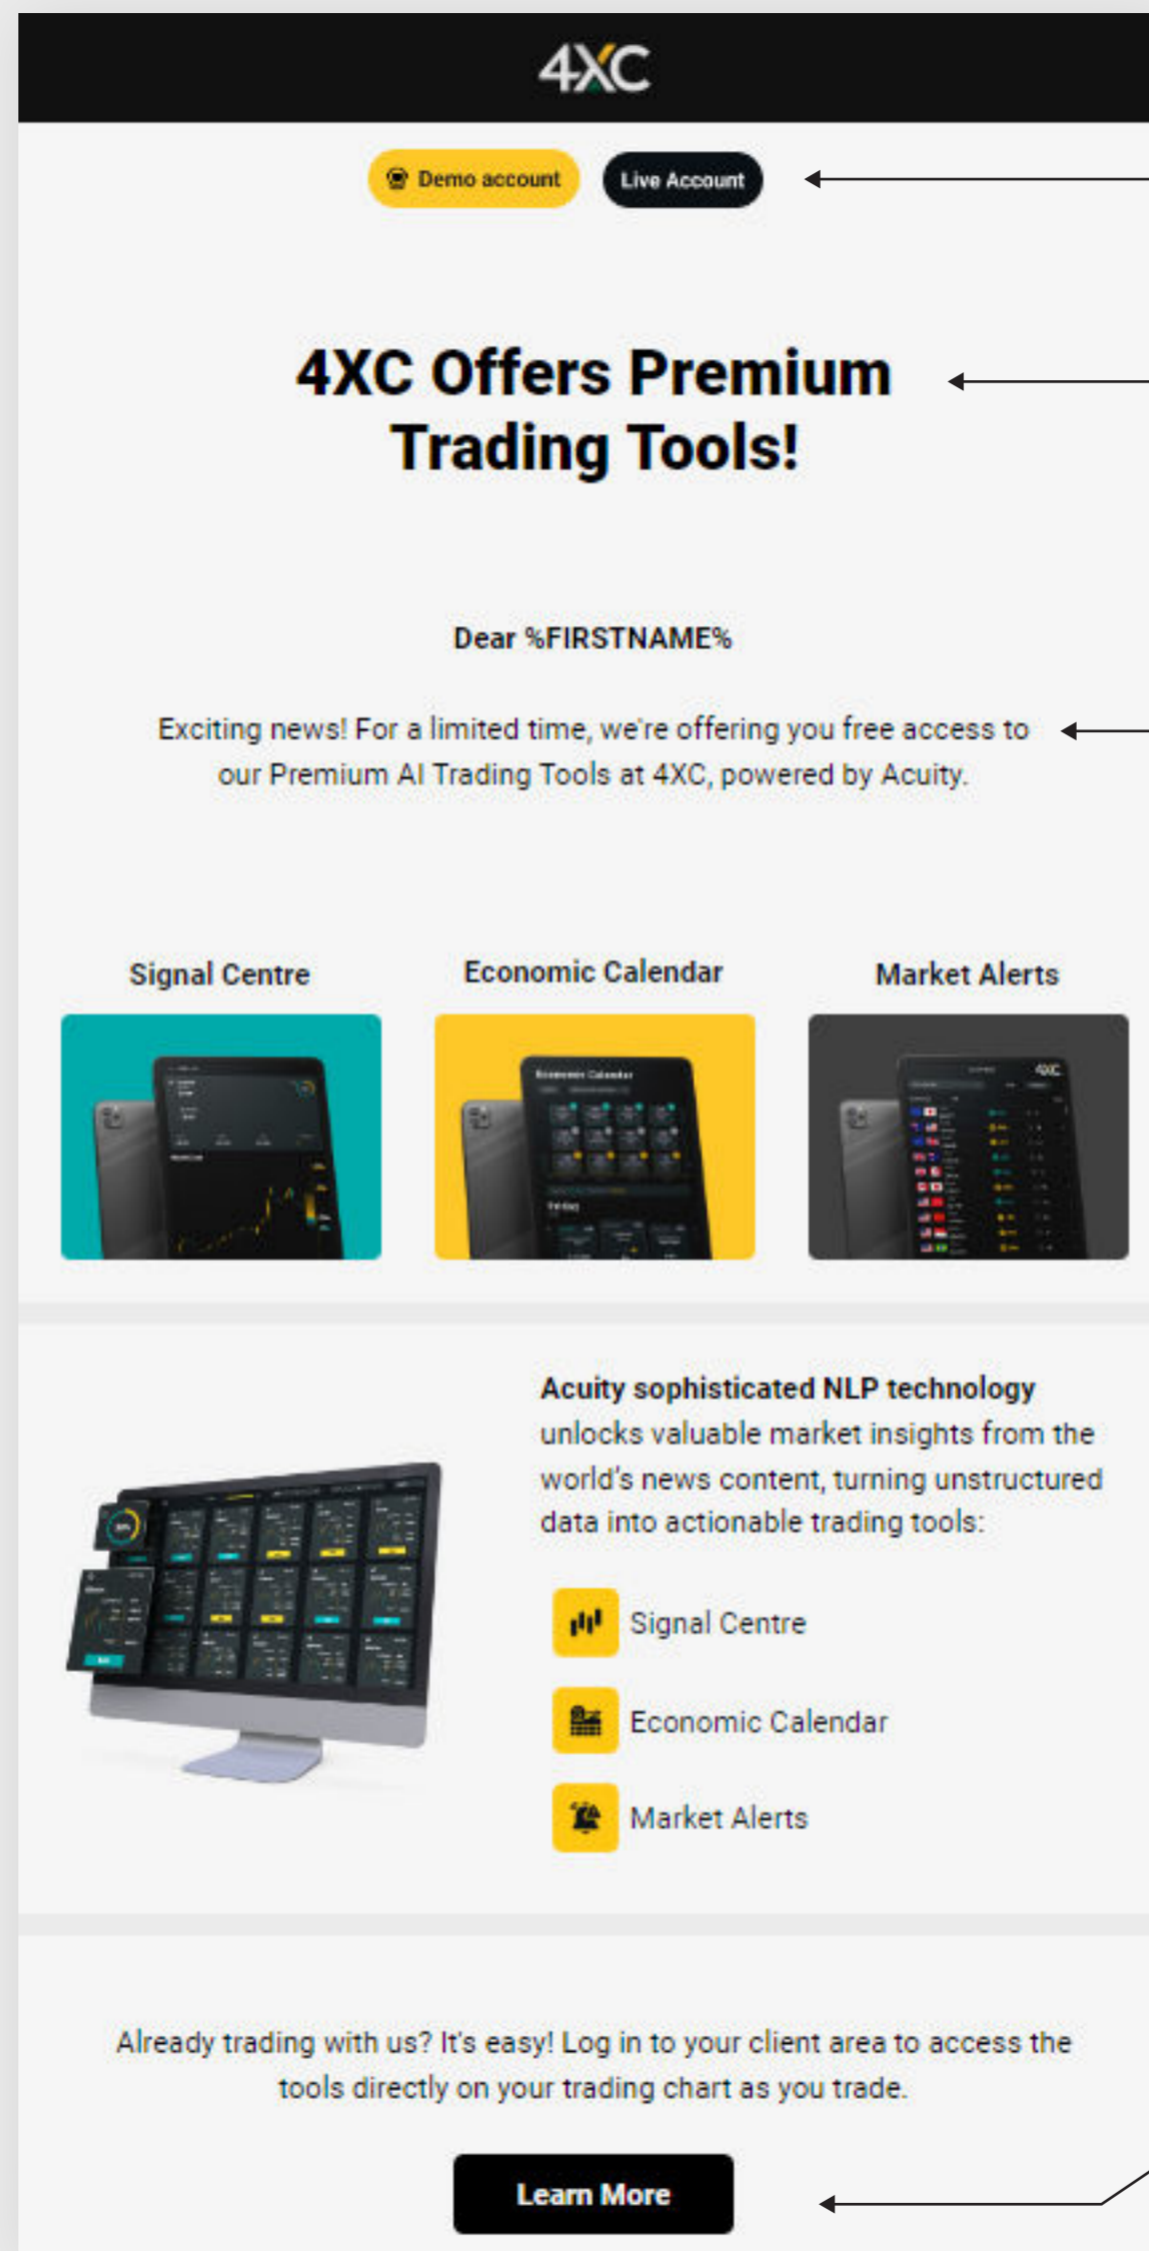 4XC
Demo account
Live Account
4XC Offers Premium
Trading Tools!
Dear %FIRSTNAME%
Exciting news! For a limited time, we're offering you free access to
our Premium AI Trading Tools at 4XC, powered by Acuity.
Signal Centre
Economic Calendar
Market Alerts
Economic Calendar
4XC
Acuity sophisticated NLP technology
unlocks valuable market insights from the
world's news content, turning unstructured
data into actionable trading tools:
Signal Centre
Economic Calendar
Market Alerts
Already trading with us? It's easy! Log in to your client area to access the
tools directly on your trading chart as you trade.
Learn More